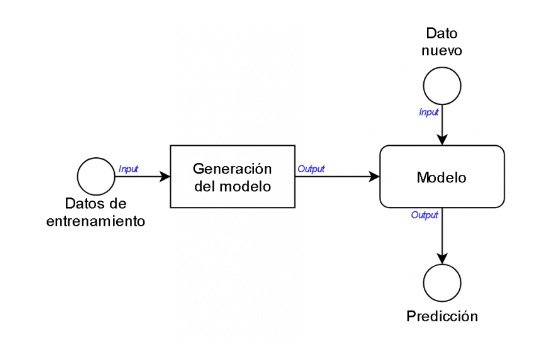 Dato
nuevo
Input
Input
Generación
del modelo
Output
Modelo
Datos de
entrenamiento
Output
Predicción